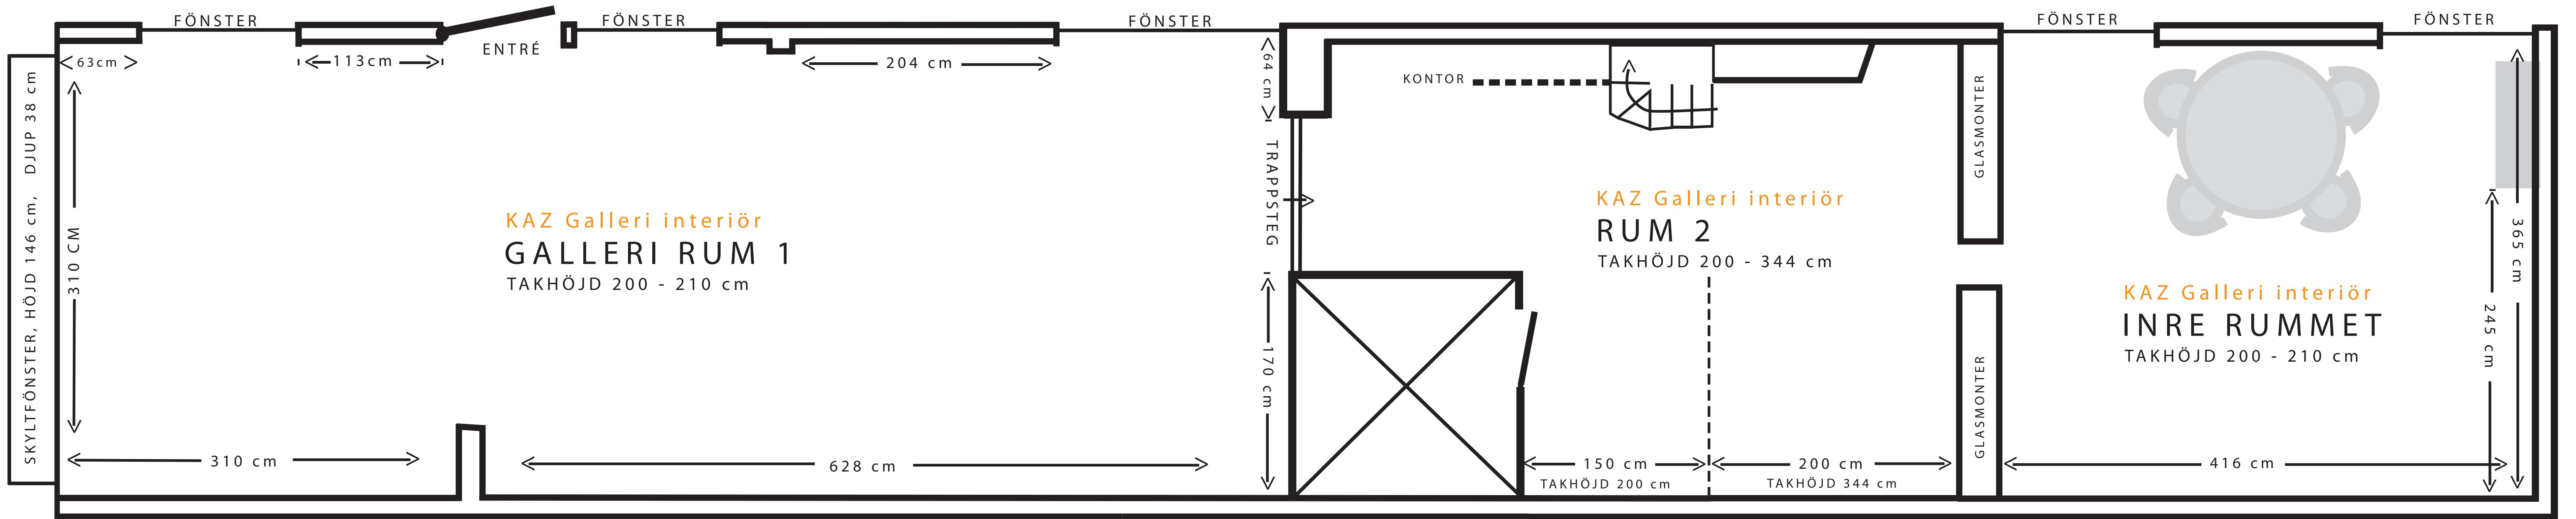 FÖNSTER
FÖNSTER
FÖNSTER
FÖNSTER
FÖNSTER
ENTRÉ
63cm
113cm
204 cm
64 cm
SKYLTFÖNSTER, HÖJD 146 cm, DJUP 38 cm
310 CM
KAZ Galleri interiör
GALLERI RUM 1
TAKHÖJD 200 - 210 cm
310 cm
628 cm
TRAPPSTEG
170 cm
KONTOR
KAZ Galleri interiör
RUM 2
TAKHÖJD 200 - 344 cm
150 cm
TAKHÖJD 200 cm
200 cm
TAKHÖJD 344 cm
GLASMONTER
GLASMONTER
KAZ Galleri interiör
INRE RUMMET
TAKHÖJD 200 - 210 cm
365 cm
245 cm
416 cm